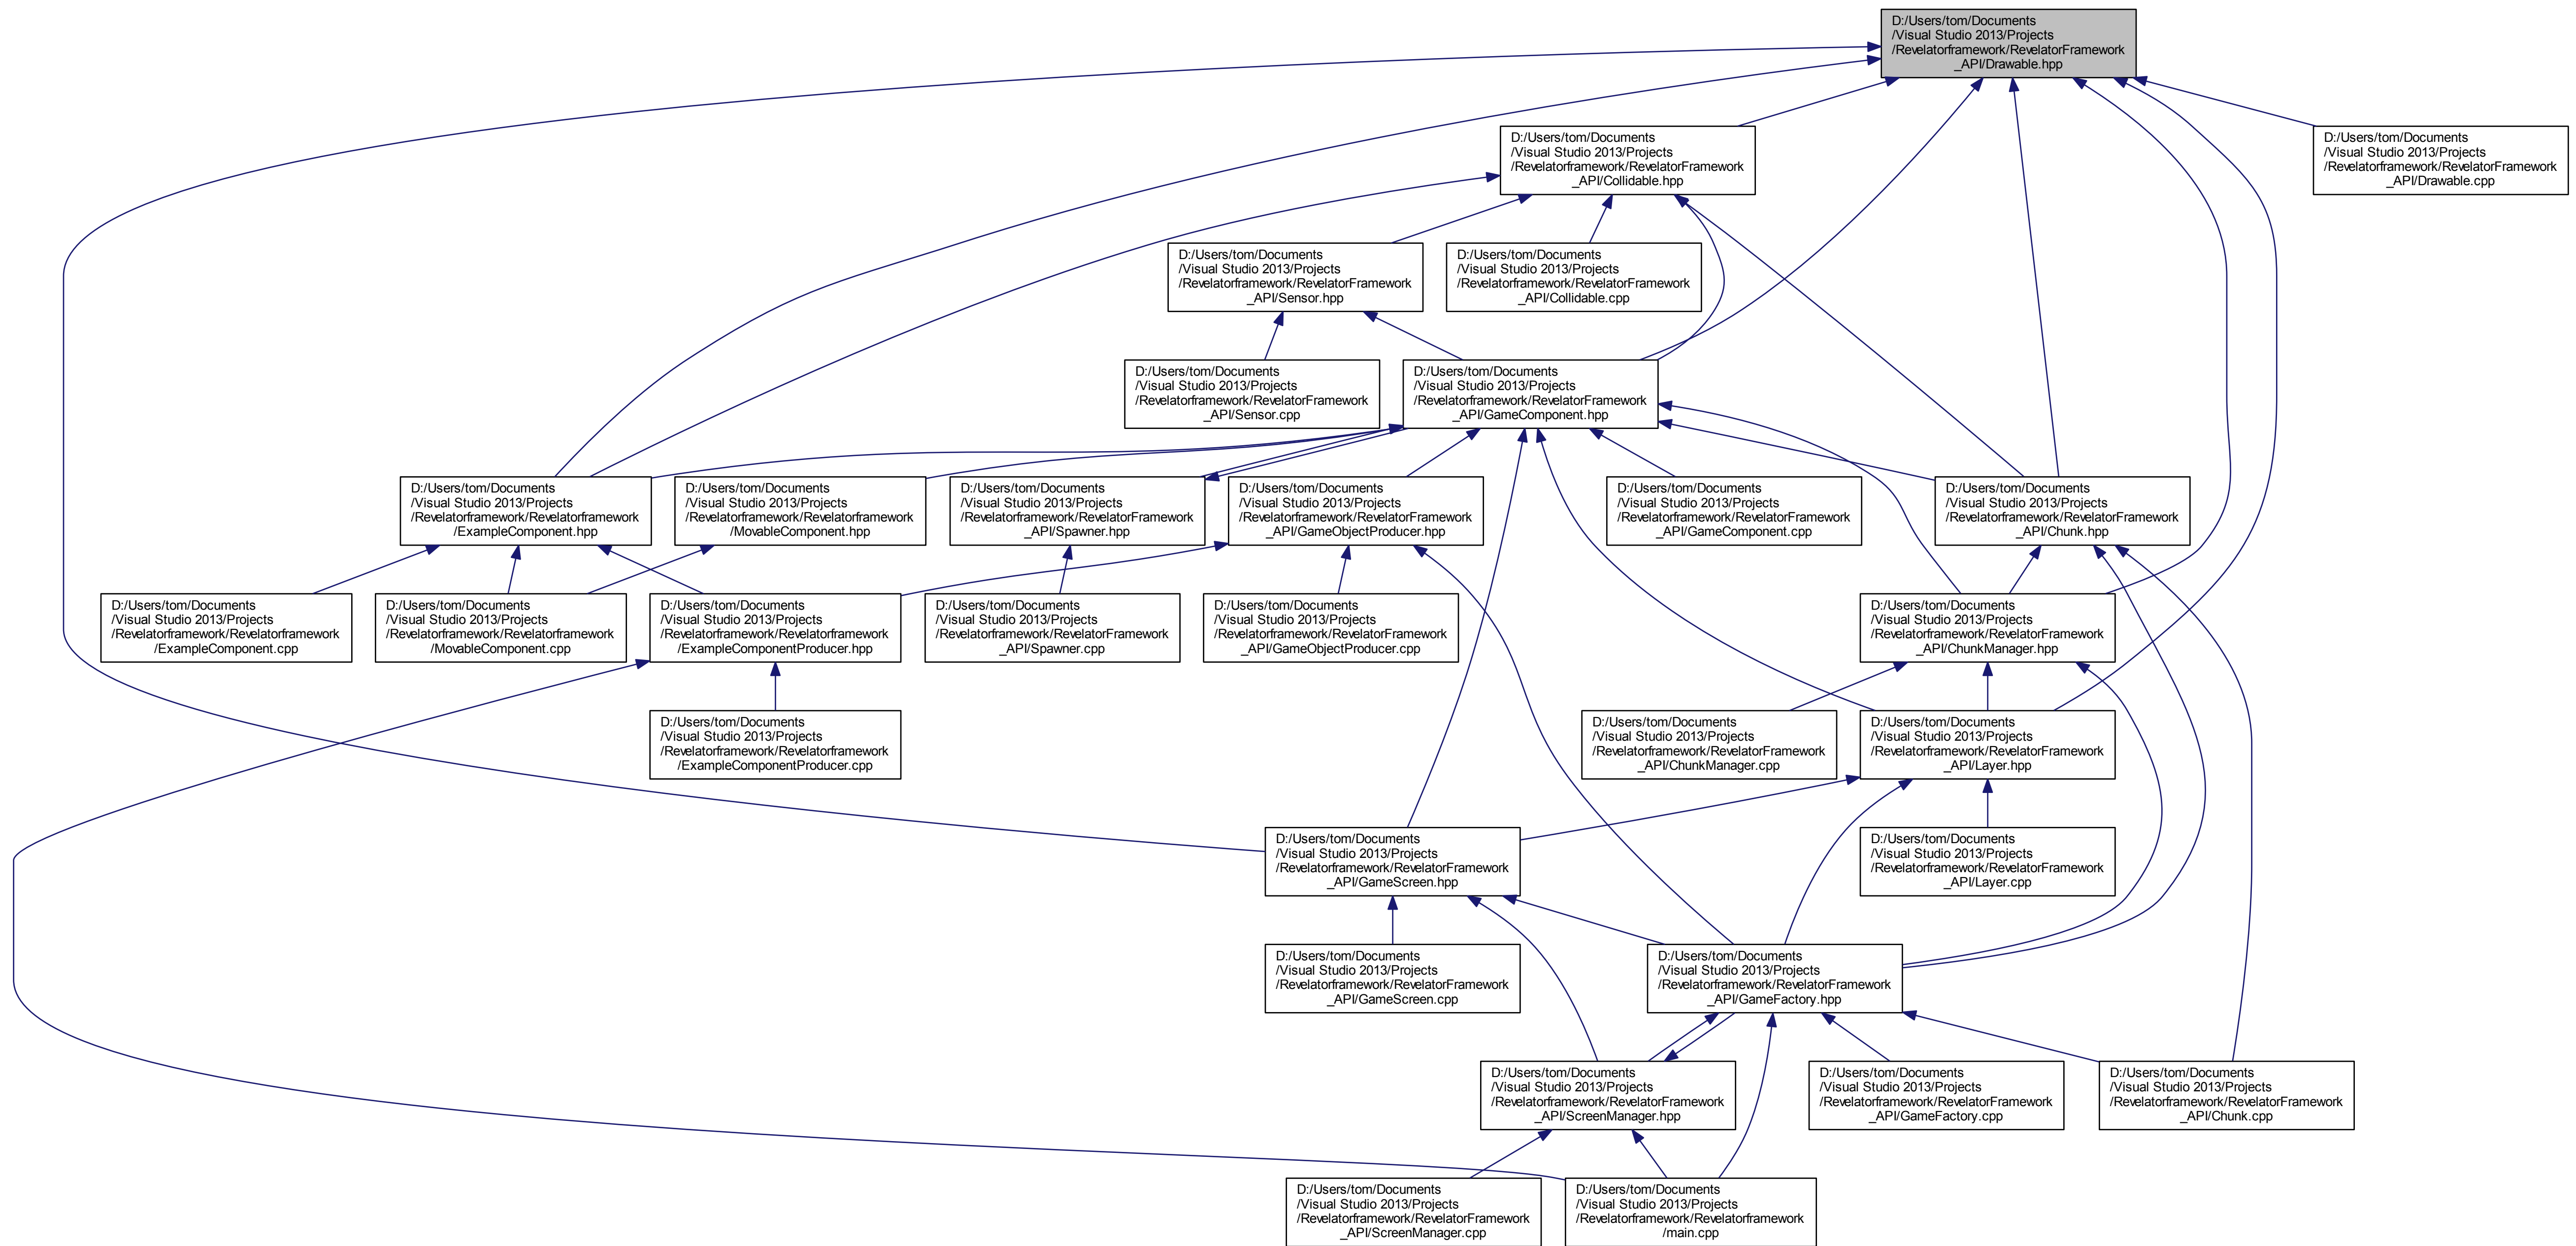 D:/Users/tom/Documents
/Visual Studio 2013/Projects
/Revelatorframework/RevelatorFramework
_API/Drawable.hpp
D:/Users/tom/Documents
/Visual Studio 2013/Projects
/Revelatorframework/RevelatorFramework
_API/Collidable.hpp
D:/Users/tom/Documents
/Visual Studio 2013/Projects
/Revelatorframework/RevelatorFramework
_API/Drawable.cpp
D:/Users/tom/Documents
/Visual Studio 2013/Projects
/Revelatorframework/RevelatorFramework
_API/Sensor.hpp
D:/Users/tom/Documents
/Visual Studio 2013/Projects
/Revelatorframework/RevelatorFramework
_API/Collidable.cpp
D:/Users/tom/Documents
/Visual Studio 2013/Projects
/Revelatorframework/RevelatorFramework
_API/Sensor.cpp
D:/Users/tom/Documents
/Visual Studio 2013/Projects
/Revelatorframework/RevelatorFramework
_API/GameComponent.hpp
D:/Users/tom/Documents
/Visual Studio 2013/Projects
/Revelatorframework/Revelatorframework
/ExampleComponent.hpp
D:/Users/tom/Documents
/Visual Studio 2013/Projects
/Revelatorframework/Revelatorframework
/MovableComponent.hpp
D:/Users/tom/Documents
/Visual Studio 2013/Projects
/Revelatorframework/RevelatorFramework
_API/Spawner.hpp
D:/Users/tom/Documents
/Visual Studio 2013/Projects
/Revelatorframework/RevelatorFramework
_API/GameObjectProducer.hpp
D:/Users/tom/Documents
/Visual Studio 2013/Projects
/Revelatorframework/RevelatorFramework
_API/GameComponent.cpp
D:/Users/tom/Documents
/Visual Studio 2013/Projects
/Revelatorframework/RevelatorFramework
_API/Chunk.hpp
D:/Users/tom/Documents
/Visual Studio 2013/Projects
/Revelatorframework/Revelatorframework
/ExampleComponent.cpp
D:/Users/tom/Documents
/Visual Studio 2013/Projects
/Revelatorframework/Revelatorframework
/MovableComponent.cpp
D:/Users/tom/Documents
/Visual Studio 2013/Projects
/Revelatorframework/Revelatorframework
/ExampleComponentProducer.hpp
D:/Users/tom/Documents
/Visual Studio 2013/Projects
/Revelatorframework/RevelatorFramework
_API/Spawner.cpp
D:/Users/tom/Documents
/Visual Studio 2013/Projects
/Revelatorframework/RevelatorFramework
_API/GameObjectProducer.cpp
D:/Users/tom/Documents
/Visual Studio 2013/Projects
/Revelatorframework/RevelatorFramework
_API/ChunkManager.hpp
D:/Users/tom/Documents
/Visual Studio 2013/Projects
/Revelatorframework/Revelatorframework
/ExampleComponentProducer.cpp
D:/Users/tom/Documents
/Visual Studio 2013/Projects
/Revelatorframework/RevelatorFramework
_API/ChunkManager.cpp
D:/Users/tom/Documents
/Visual Studio 2013/Projects
/Revelatorframework/RevelatorFramework
_API/Layer.hpp
D:/Users/tom/Documents
/Visual Studio 2013/Projects
/Revelatorframework/RevelatorFramework
_API/GameScreen.hpp
D:/Users/tom/Documents
/Visual Studio 2013/Projects
/Revelatorframework/RevelatorFramework
_API/Layer.cpp
D:/Users/tom/Documents
/Visual Studio 2013/Projects
/Revelatorframework/RevelatorFramework
_API/GameScreen.cpp
D:/Users/tom/Documents
/Visual Studio 2013/Projects
/Revelatorframework/RevelatorFramework
_API/GameFactory.hpp
D:/Users/tom/Documents
/Visual Studio 2013/Projects
/Revelatorframework/RevelatorFramework
_API/ScreenManager.hpp
D:/Users/tom/Documents
/Visual Studio 2013/Projects
/Revelatorframework/RevelatorFramework
_API/GameFactory.cpp
D:/Users/tom/Documents
/Visual Studio 2013/Projects
/Revelatorframework/RevelatorFramework
_API/Chunk.cpp
D:/Users/tom/Documents
/Visual Studio 2013/Projects
/Revelatorframework/RevelatorFramework
_API/ScreenManager.cpp
D:/Users/tom/Documents
/Visual Studio 2013/Projects
/Revelatorframework/Revelatorframework
/main.cpp